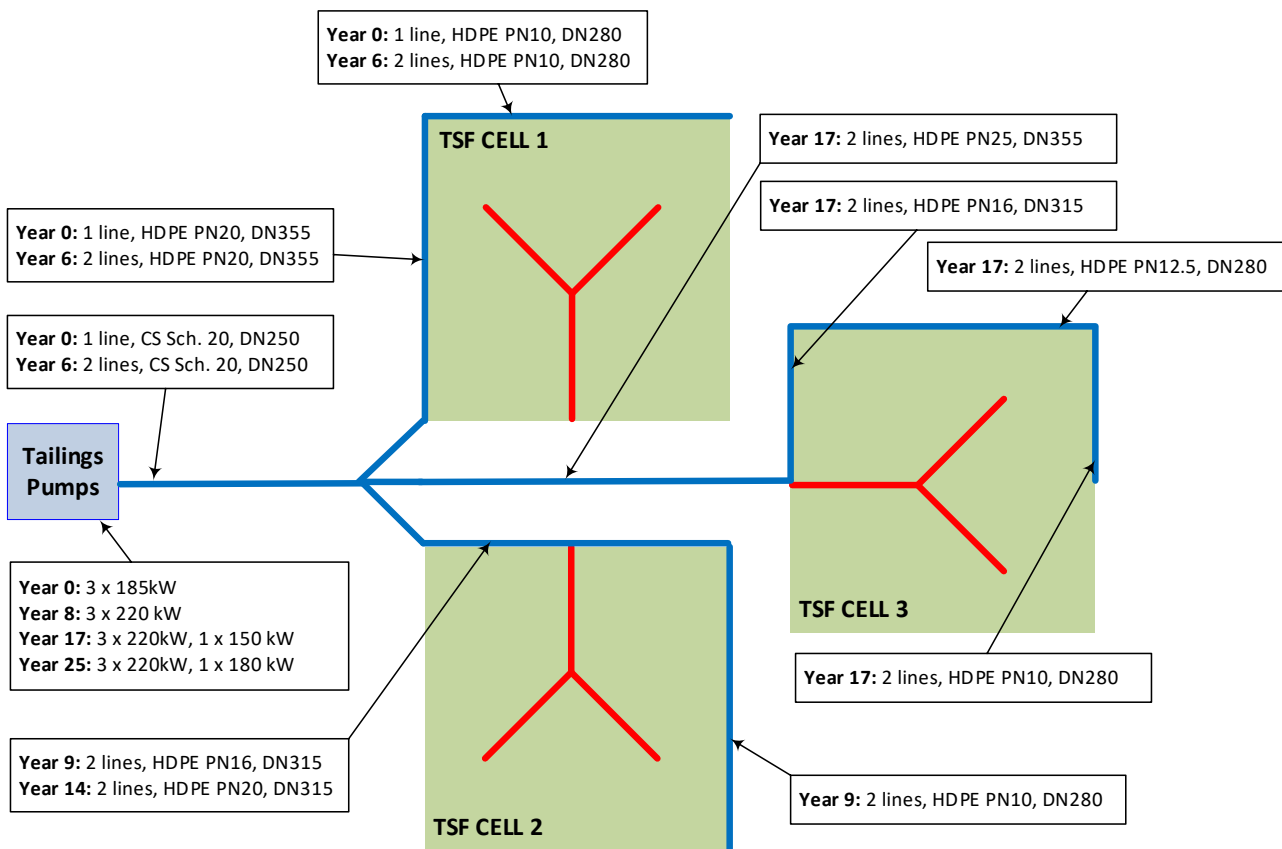 Year 0: 1 line, HDPE PN10, DN280
Year 6: 2 lines, HDPE PN10, DN280
TSF CELL 1
Year 17: 2 lines, HDPE PN25, DN355
Year 17: 2 lines, HDPE PN16, DN315
Year 0: 1 line, HDPE PN20, DN355
Year 6: 2 lines, HDPE PN20, DN355
Year 17: 2 lines, HDPE PN12.5, DN280
Year 0: 1 line, CS Sch. 20, DN250
Year 6: 2 lines, CS Sch. 20, DN250
Tailings
Pumps
Year 0: 3 x 185kW
Year 8: 3 x 220 kW
Year 17: 3 x 220kW, 1 x 150 kW
Year 25: 3 x 220kW, 1 x 180 kW
TSF CELL 3
Year 17: 2 lines, HDPE PN10, DN280
Year 9: 2 lines, HDPE PN16, DN315
Year 14: 2 lines, HDPE PN20, DN315
Year 9: 2 lines, HDPE PN10, DN280
TSF CELL 2